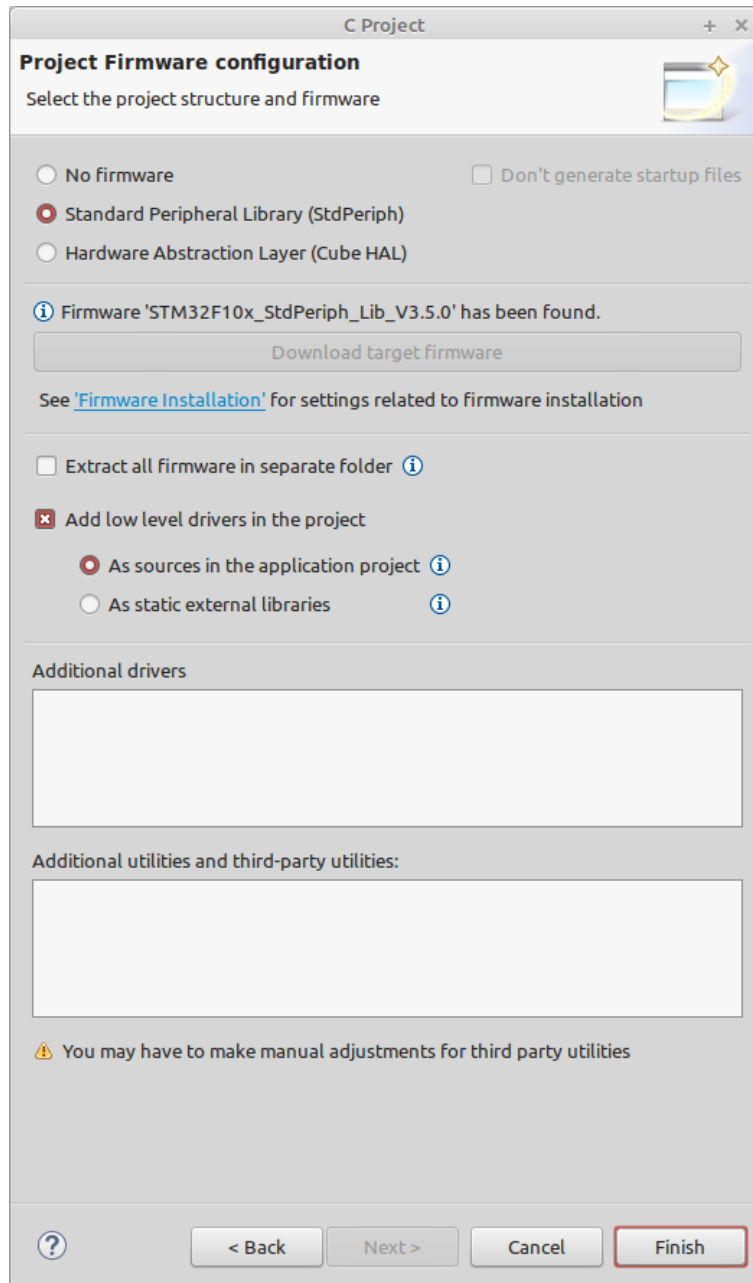 C Project
Project Firmware configuration
Select the project structure and firmware
No firmware
Don't generate startup files
Standard Peripheral Library (StdPeriph)
Hardware Abstraction Layer (Cube HAL)
Firmware 'STM32F10x_StdPeriph_Lib_V3.5.0' has been found.
Download target firmware
See 'Firmware Installation' for settings related to firmware installation
Extract all firmware in separate folder
Add low level drivers in the project
As sources in the application project
As static external libraries
Additional drivers
Additional utilities and third-party utilities:
You may have to make manual adjustments for third party utilities
< Back
Next >
Cancel
Finish